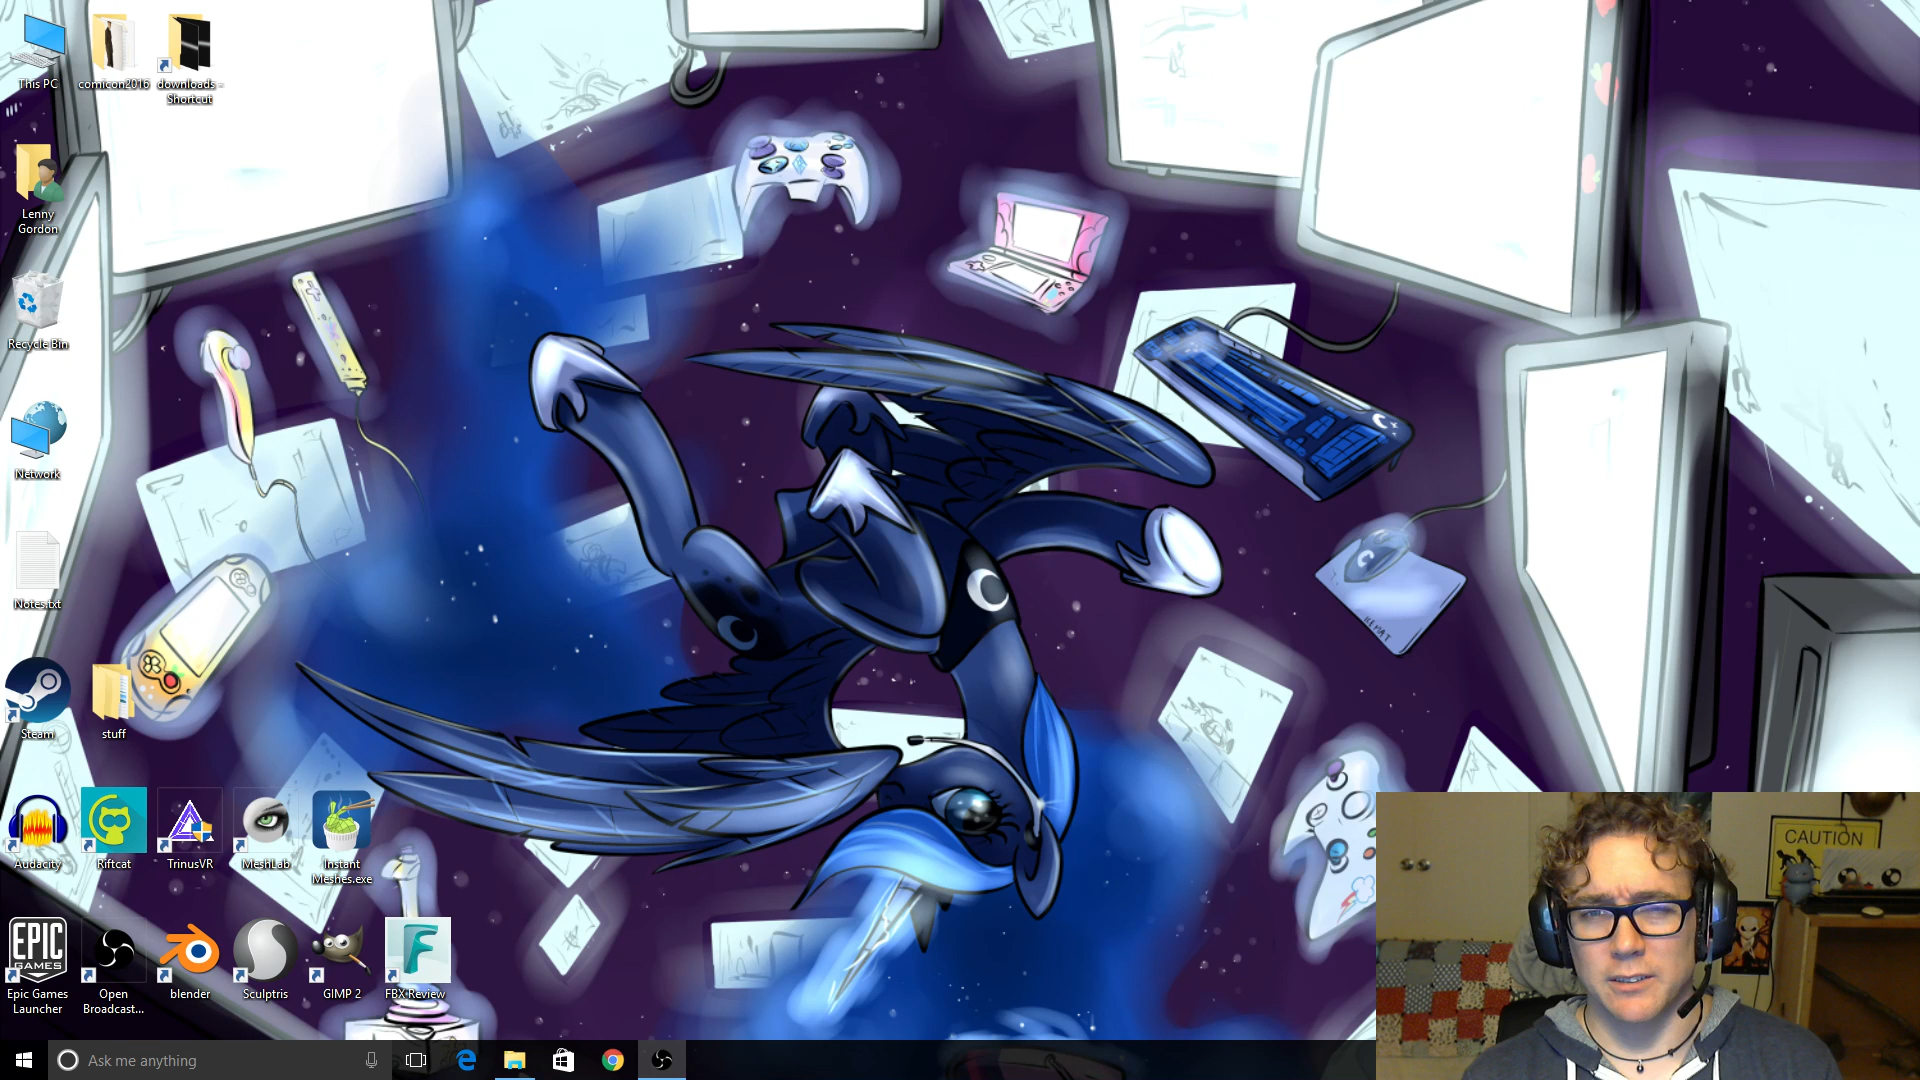 This PC
comicon2016
downloads -
Shortcut
Lenny
Gordon
Recycle Bin
Network
Notes.txt
Steam
stuff
Audacity
Riftcat
TrinusVR
MeshLab
Instant
Meshes.exe
EPIC
GAMES
Epic Games
Launcher
Open
Broadcast...
blender
Sculptris
GIMP 2
FBX Review
Ask me anything
CAUTION